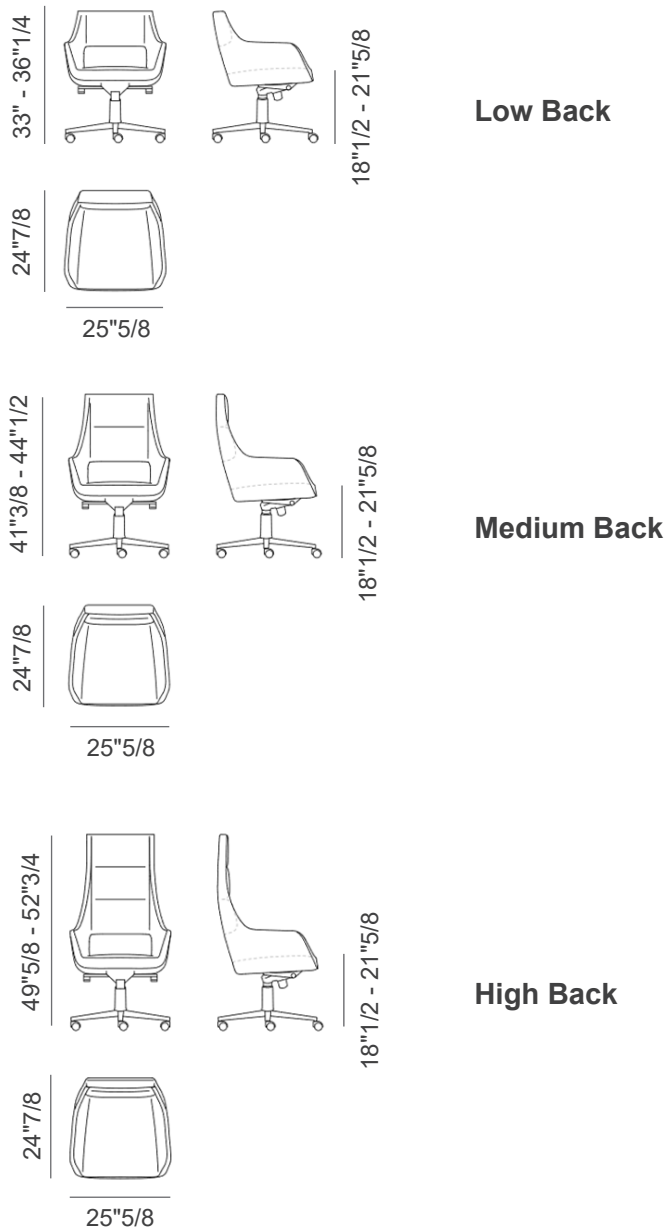 33" - 36"1/4
18"1/2 - 21"5/8
Low Back
24"7/8
25"5/8
41"3/8 - 44"1/2
18"1/2 - 21"5/8
Medium Back
24"7/8
25"5/8
49"5/8 - 52"3/4
18"1/2 - 21"5/8
High Back
24"7/8
25"5/8